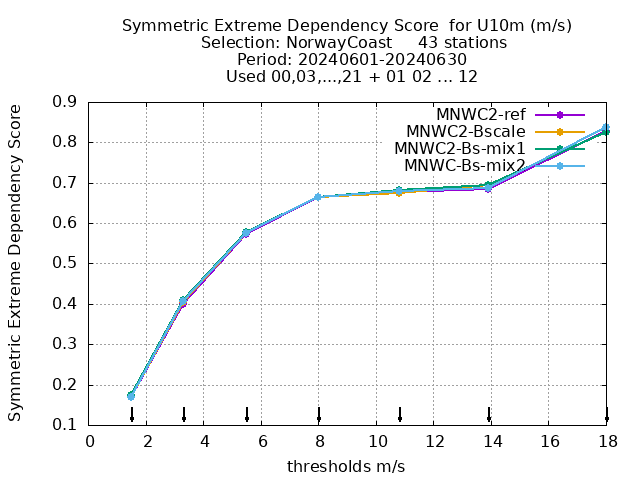 Symmetric Extreme Dependency Score  for U10m (m/s)
Selection: NorwayCoast     43 stations
Period: 20240601-20240630
Used 00,03,...,21 + 01 02 ... 12
Symmetric Extreme Dependency Score
0.9
0.8
0.7
0.6
0.5
0.4
0.3
0.2
0.1
MNWC2-ref
MNWC2-Bscale
MNWC2-Bs-mix1
MNWC-Bs-mix2
0 2 4 6 8 10 12 14 16 18
thresholds m/s